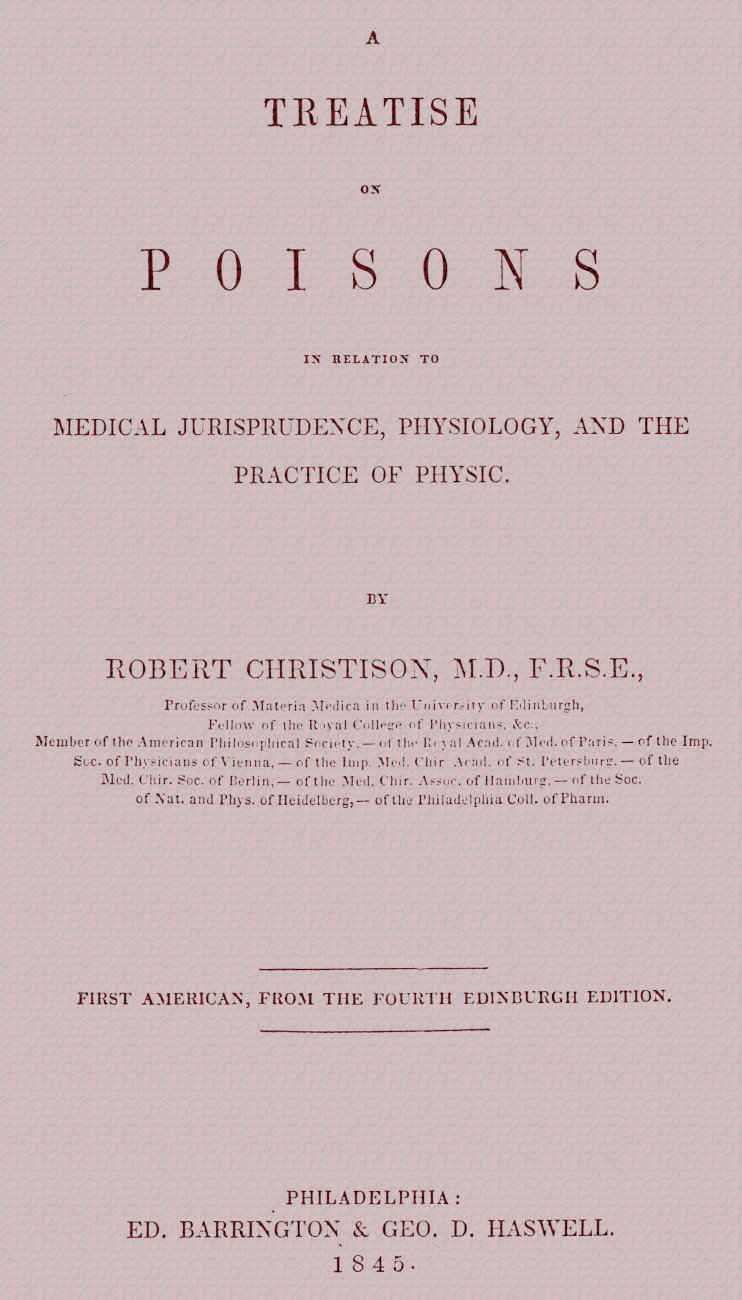 A
TREATISE
ON
POISONS
IN RELATION TO
MEDICAL JURISPRUDENCE, PHYSIOLOGY, AND THE
PRACTICE OF PHYSIC.
BY
ROBERT CHRISTISON, M.D., F.R.S.E.,
Professor of Materia Medica in the University of Edinburgh,
Fellow of the Royal College of Physicians, &c.,
Member of the American Philosophical Society,—of the Royal Acad. of Med. of Paris,—of the Imp.
Soc. of Physicians of Vienna,—of the Imp. Med. Chir Acad. of St. Petersburg,—of the
Med. Chir. Soc. of Berlin,—of the Med. Chir. Assoc. of Hamburg,—of the Soc.
of Nat. and Phys. of Heidelberg,—of the Philadelphia Coll. of Pharm.
FIRST AMERICAN, FROM THE FOURTH EDINBURGH EDITION.
PHILADELPHIA:
ED. BARRINGTON & GEO. D. HASWELL.
1845.